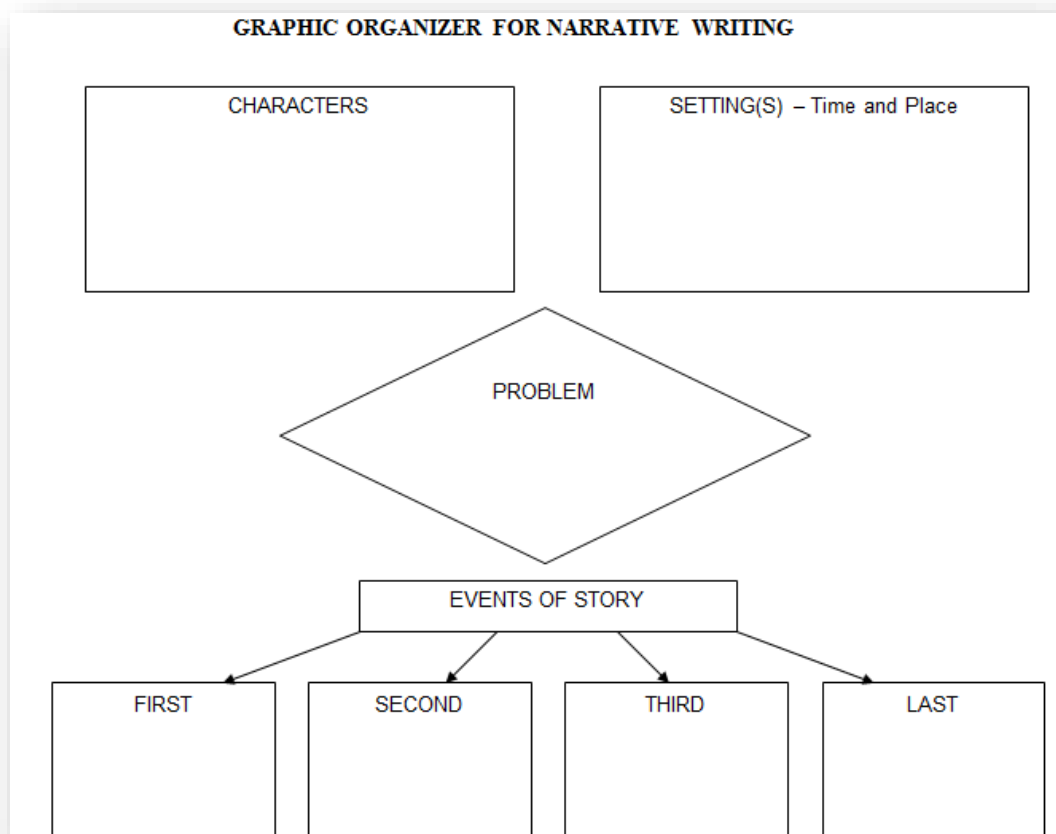 GRAPHIC ORGANIZER FOR NARRATIVE WRITING
CHARACTERS
SETTING(S) – Time and Place
PROBLEM
EVENTS OF STORY
FIRST
SECOND
THIRD
LAST